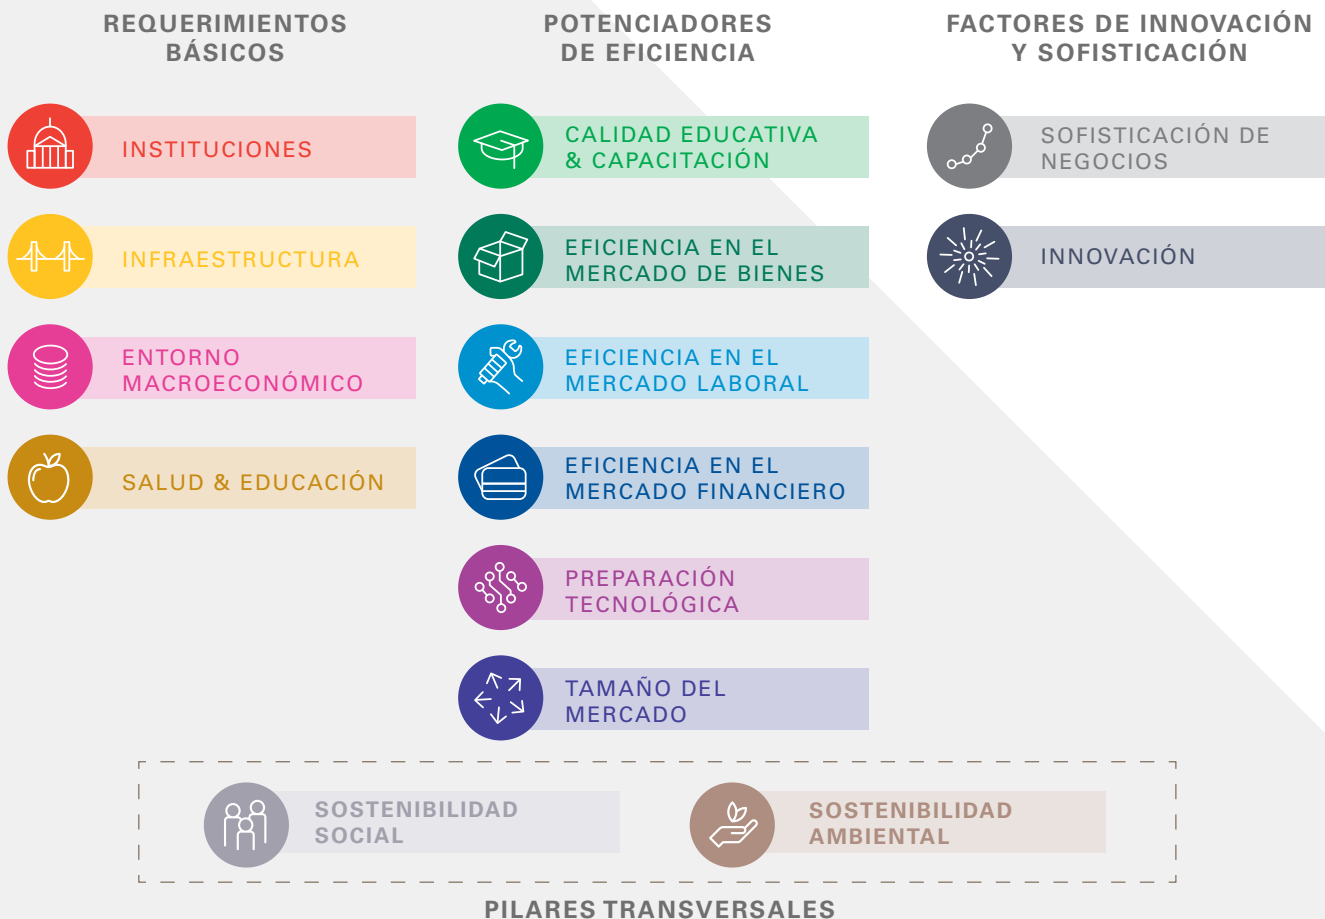 REQUERIMIENTOS
BÁSICOS
INSTITUCIONES
INFRAESTRUCTURA
ENTORNO
MACROECONÓMICO
SALUD & EDUCACIÓN
POTENCIADORES
DE EFICIENCIA
CALIDAD EDUCATIVA
& CAPACITACIÓN
EFICIENCIA EN EL
MERCADO DE BIENES
EFICIENCIA EN EL
MERCADO LABORAL
EFICIENCIA EN EL
MERCADO FINANCIERO
PREPARACIÓN
TECNOLÓGICA
TAMAÑO DEL
MERCADO
FACTORES DE INNOVACIÓN
Y SOFISTICACIÓN
SOFISTICACIÓN DE
NEGOCIOS
INNOVACIÓN
SOSTENIBILIDAD
SOCIAL
SOSTENIBILIDAD
AMBIENTAL
PILARES TRANSVERSALES